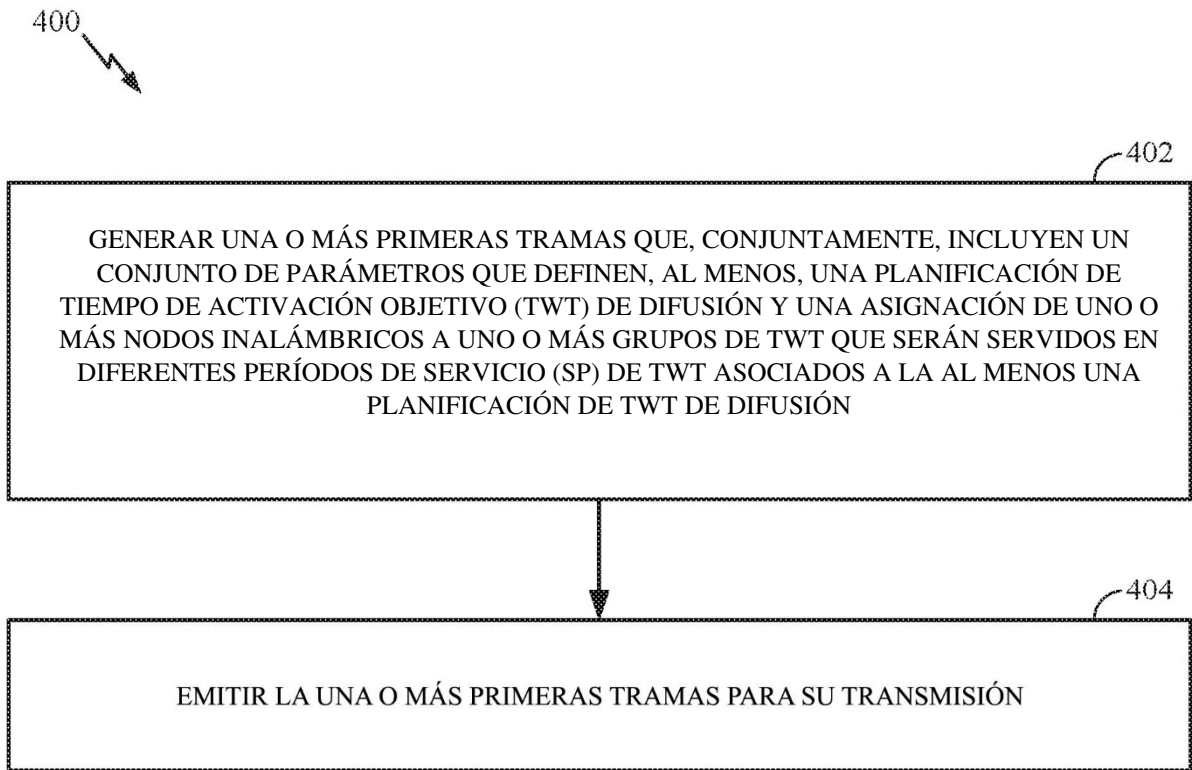 400
402
GENERAR UNA O MÁS PRIMERAS TRAMAS QUE, CONJUNTAMENTE, INCLUYEN UN
CONJUNTO DE PARÁMETROS QUE DEFINEN, AL MENOS, UNA PLANIFICACIÓN DE
TIEMPO DE ACTIVACIÓN OBJETIVO (TWT) DE DIFUSIÓN Y UNA ASIGNACIÓN DE UNO O
MÁS NODOS INALÁMBRICOS A UNO O MÁS GRUPOS DE TWT QUE SERÁN SERVIDOS EN
DIFERENTES PERÍODOS DE SERVICIO (SP) DE TWT ASOCIADOS A LA AL MENOS UNA
PLANIFICACIÓN DE TWT DE DIFUSIÓN
404
EMITIR LA UNA O MÁS PRIMERAS TRAMAS PARA SU TRANSMISIÓN